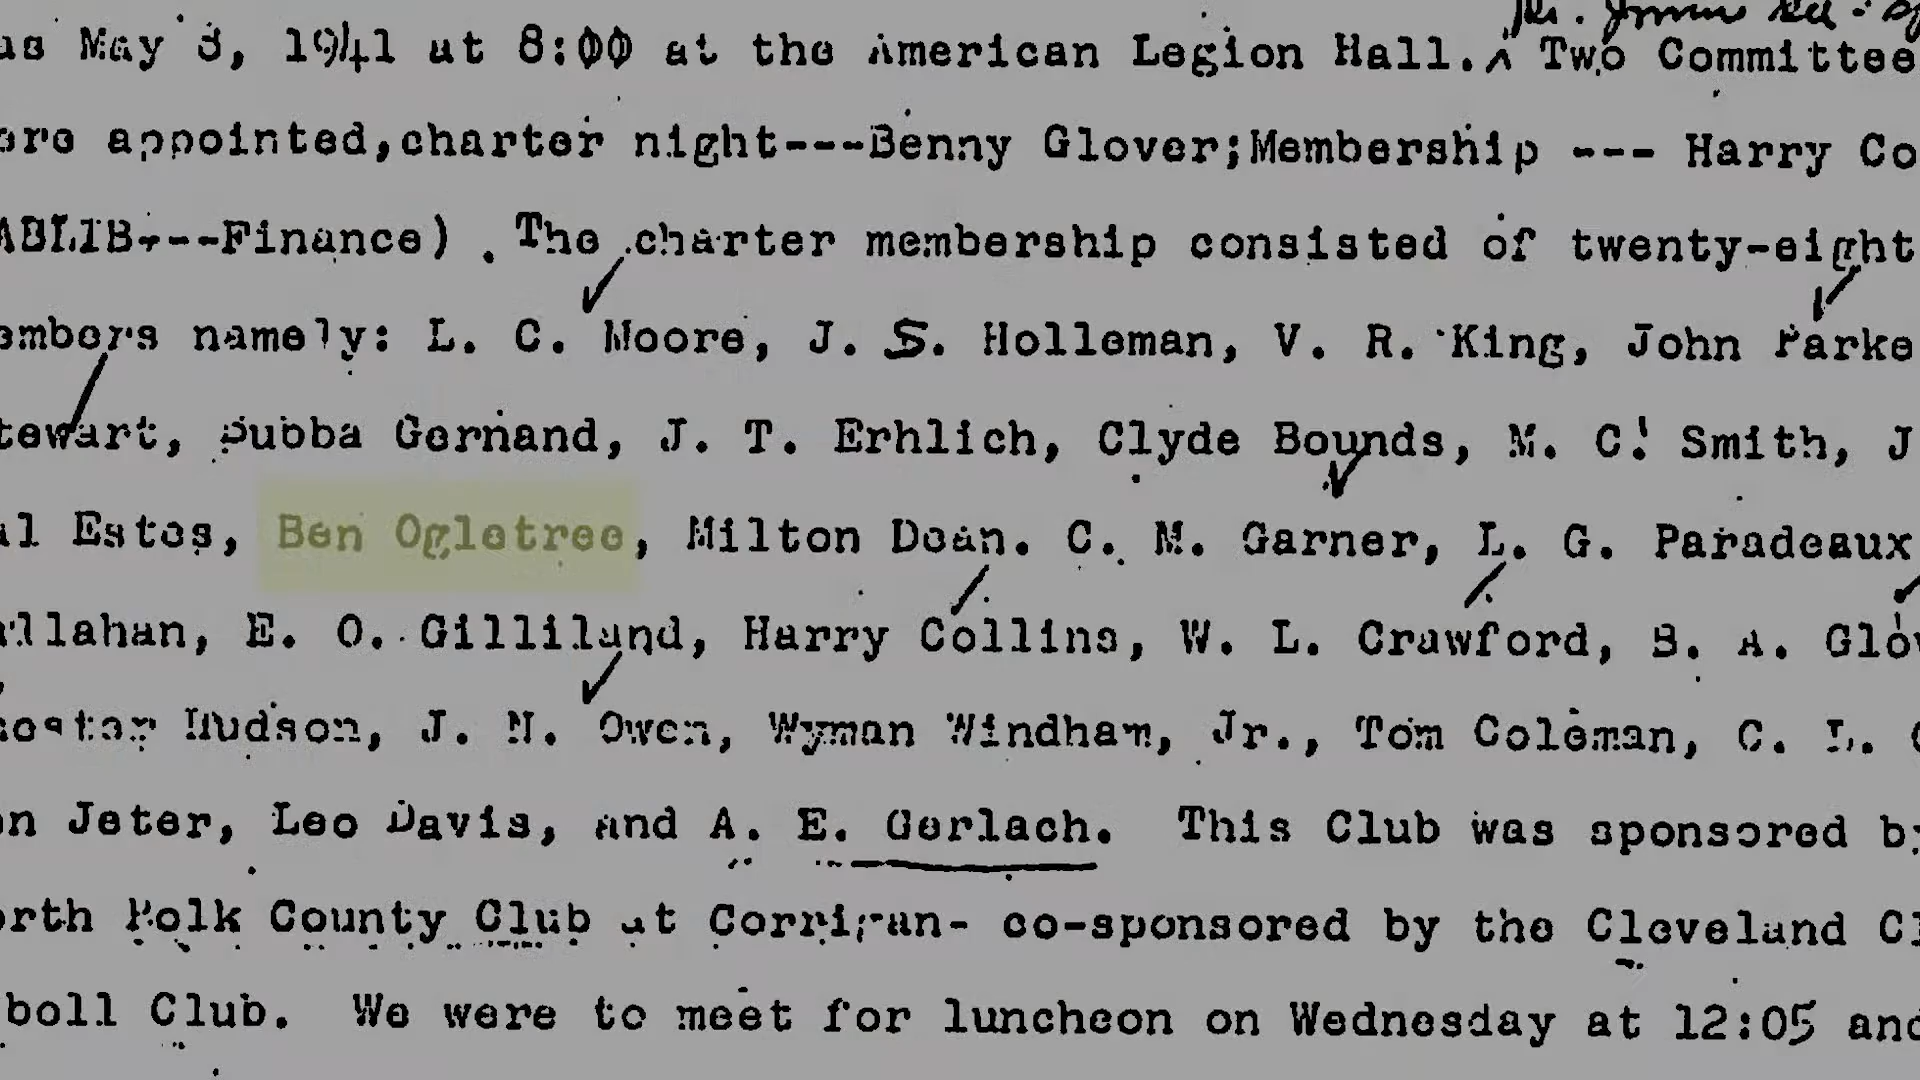 as May 8, 1941 at 8:00 at the American Legion Hall. Two Committee
ere appointed,charter night---Benny Glover;Membership --- Harry Co
---Finance). The charter membership consisted of twenty-eight
embers namely: L. C. Moore, J. S. Holleman, V. R. King, John Parke
tewart, Bubba Gernand, J. T. Erhlich, Clyde Bounds, M. C. Smith, J
al Estes, Ben Ogletree, Milton Dean. C. M. Garner, L. G. Paradeaux
llahan, E. O. Gilliland, Harry Collins, W. L. Crawford, B. A. Glov
Hudson, J. N. Owen, Wyman Windham, Jr., Tom Coleman, C. L. C
on Jeter, Leo Davis, and A. E. Gerlach. This Club was sponsored by
orth Polk County Club at Corrigan- co-sponsored by the Cleveland Cl
boll Club. We were to meet for luncheon on Wednesday at 12:05 and